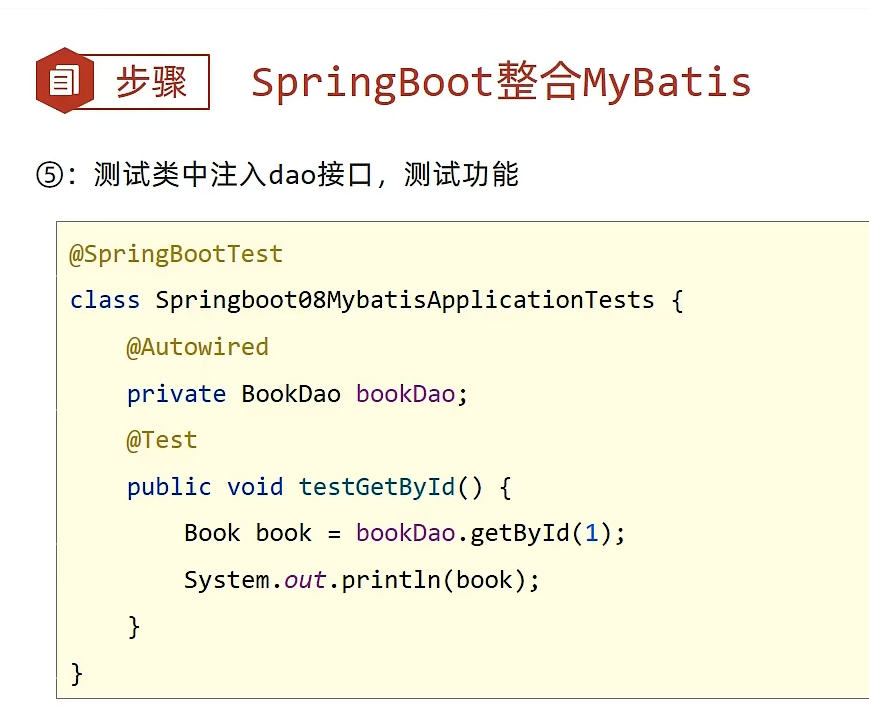 步骤 SpringBoot整合MyBatis
⑤：测试类中注入dao接口，测试功能
@SpringBootTest
class Springboot08MybatisApplicationTests {
    @Autowired
    private BookDao bookDao;
    @Test
    public void testGetById() {
        Book book = bookDao.getById(1);
        System.out.println(book);
    }
}